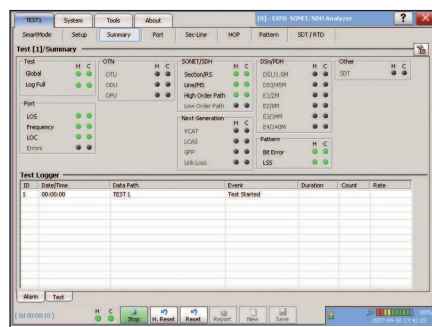 TEST1 System Tools About [0] - EXFO SONET/SDH Analyzer ? X
SmartMode Setup Summary Port Sec-Line HOP Pattern SDT / RTD
Test [1]/Summary
Test H C
Global
Log Full
Port
LOS
Frequency
LOC
Errors
OTN H C
OTU
ODU
OPU
SONET/SDH H C
Section/RS
Line/MS
High Order Path
Low Order Path
Next Generation H C
VCAT
LCAS
GFP
Link Loss
DSn/PDH H C
DS1/1.5M
DS3/45M
E1/2M
E2/8M
E3/34M
E4/140M
Pattern H C
Bit Error
LSS
Other H C
SDT
Test Logger
ID Date/Time Data Path Event Duration Count Rate
1 00:00:00 TEST 1 Test Started
Alarm Test
[ 0d 00:00:10 ] H C Stop H. Reset Reset Report New Save 88%
2007-04-30 13:42:20